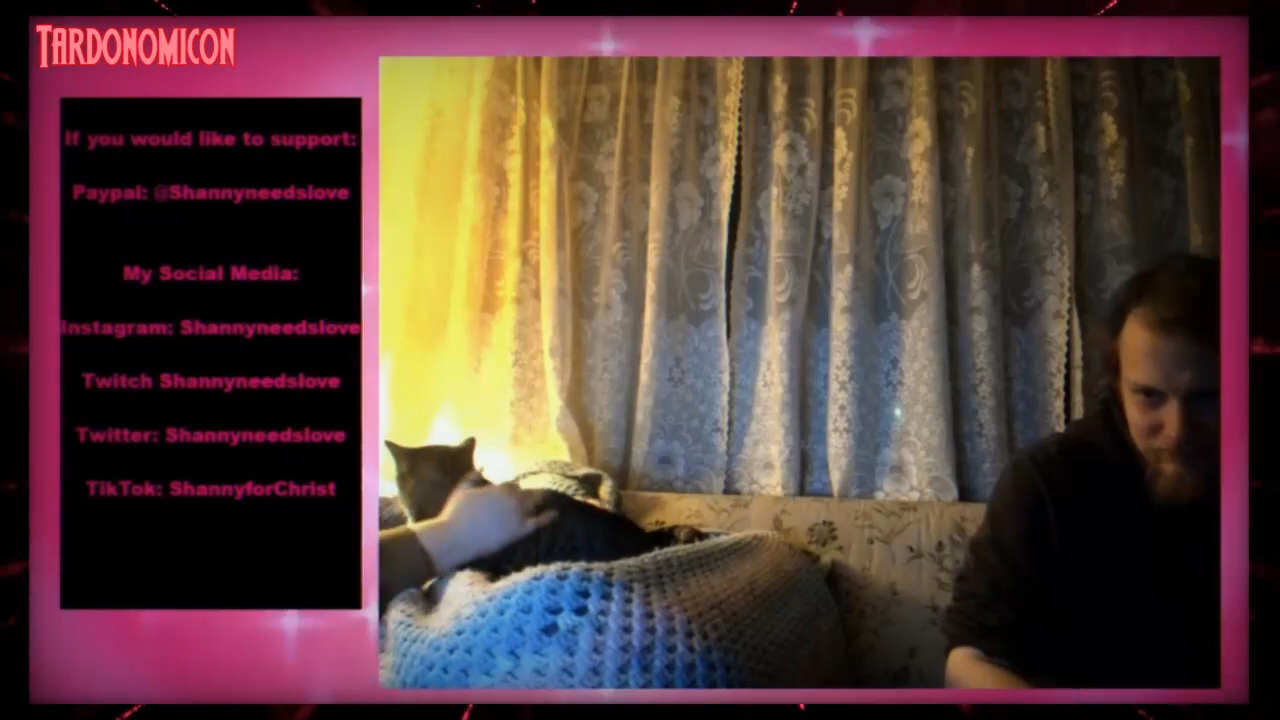 TARDONOMICON
If you would like to support:
Paypal: @Shannyneedslove
My Social Media:
Instagram: Shannyneedslove
Twitch Shannyneedslove
Twitter: Shannyneedslove
TikTok: ShannyforChrist